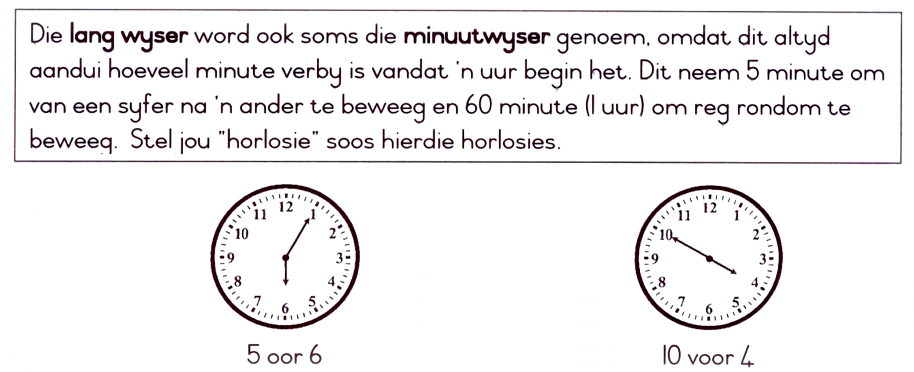 Die lang wyser word ook soms die minuutwyser genoem, omdat dit altyd
aandui hoeveel minute verby is vandat 'n uur begin het. Dit neem 5 minute om
van een syfer na 'n ander te beweeg en 60 minute (1 uur) om reg rondom te
beweeg. Stel jou "horlosie" soos hierdie horlosies.
12
11 1
10 2
9 3
8 4
7 5
6
5 oor 6
12
11 1
10 2
9 3
8 4
7 5
6
10 voor 4